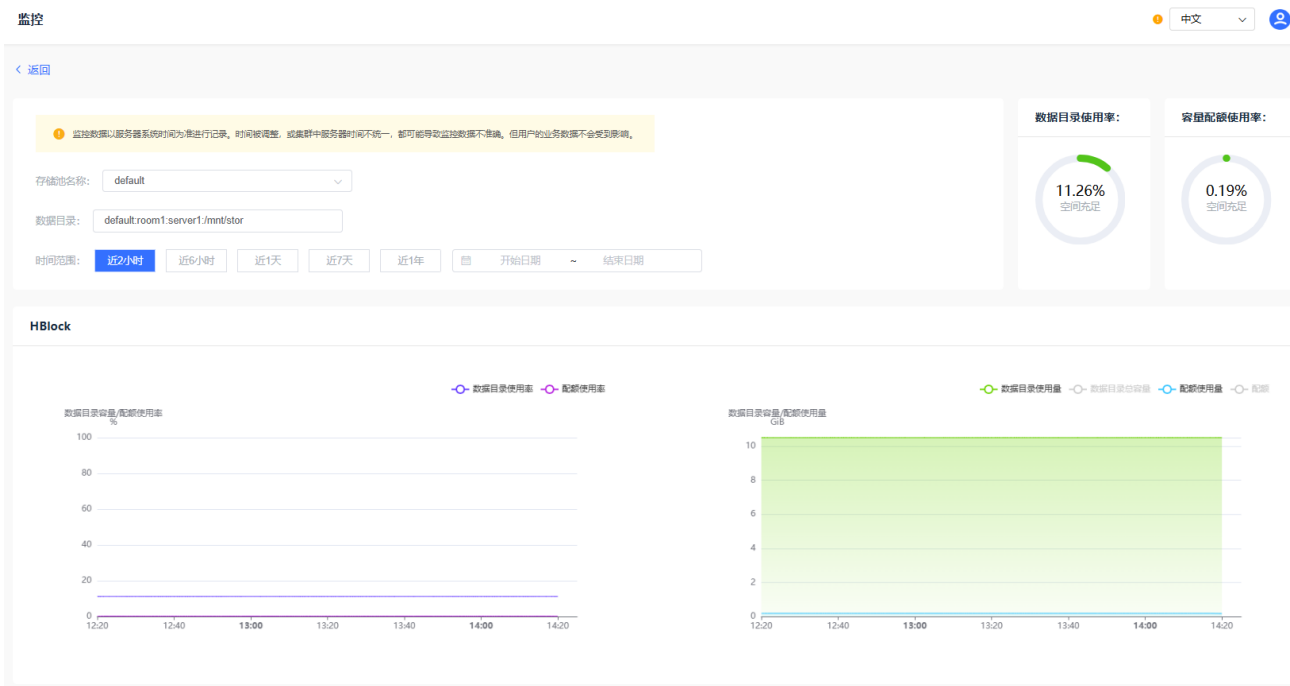 监控
中文
返回
监控数据以服务器系统时间为准进行记录。时间被调整，或集群中服务器时间不统一，都可能导致监控数据不准确。但用户的业务数据不会受到影响。
存储池名称： default
数据目录： default:room1:server1:/mnt/stor
时间范围： 近2小时 近6小时 近1天 近7天 近1年 开始日期 ~ 结束日期
数据目录使用率：
11.26%
空间充足
容量配额使用率：
0.19%
空间充足
HBlock
数据目录使用率 配额使用率
数据目录容量/配额使用率
%
100
80
60
40
20
0
12:20 12:40 13:00 13:20 13:40 14:00 14:20
数据目录使用量 数据目录总容量 配额使用量 配额
数据目录容量/配额使用量
GiB
10
8
6
4
2
0
12:20 12:40 13:00 13:20 13:40 14:00 14:20